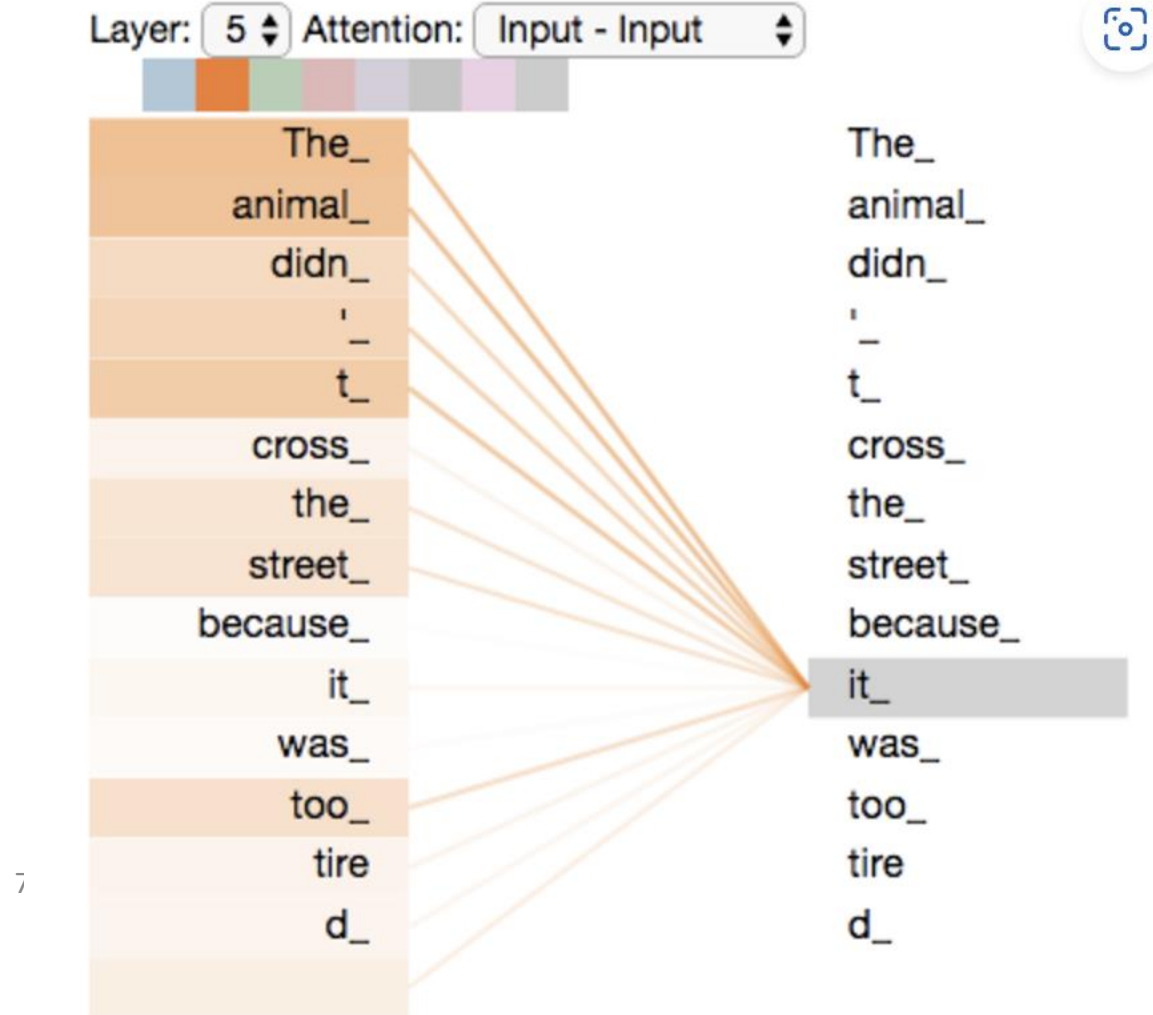 Layer: 5 Attention: Input - Input
The_ The_
animal_ animal_
didn_ didn_
'_ '_
t_ t_
cross_ cross_
the_ the_
street_ street_
because_ because_
it_ it_
was_ was_
too_ too_
tire tire
d_ d_